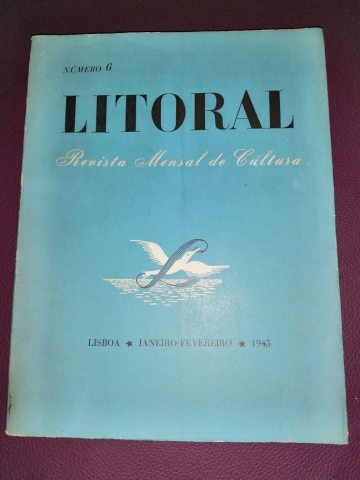 NÚMERO 6
LITORAL
Revista Mensal de Cultura
L
LISBOA ★ JANEIRO-FEVEREIRO ★ 1945